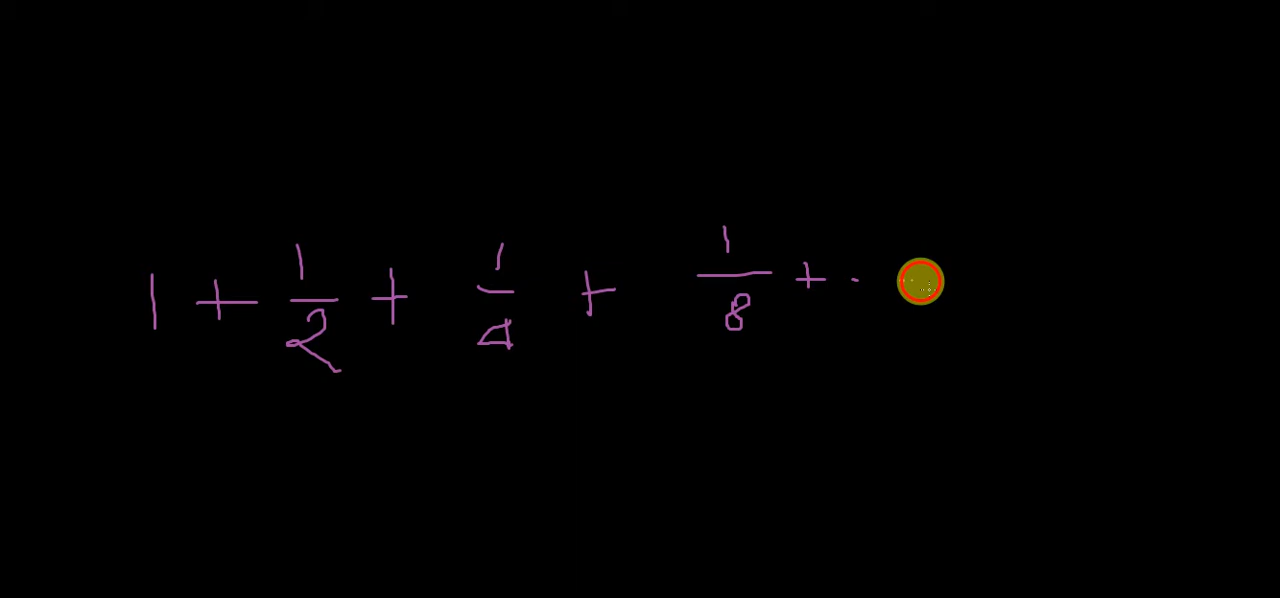 1 + 1/2 + 1/4 + 1/8 + .